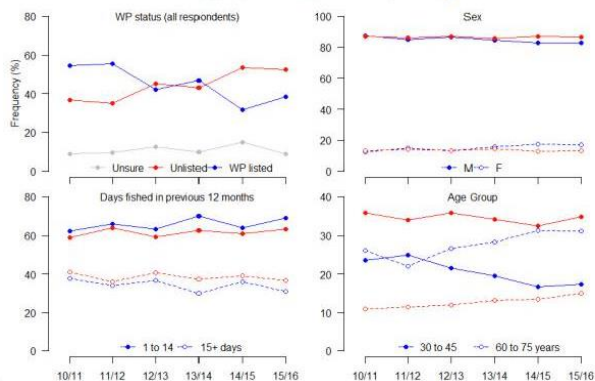 WP status (all respondents)
Sex
80
60
40
20
0
Frequency (%)
Unsure Unlisted WP listed
100
80
60
40
20
0
M F
Days fished in previous 12 months
Age Group
80
60
40
20
0
1 to 14 15+ days
10/11 11/12 12/13 13/14 14/15 15/16
40
30
20
10
0
30 to 45 60 to 75 years
10/11 11/12 12/13 13/14 14/15 15/16